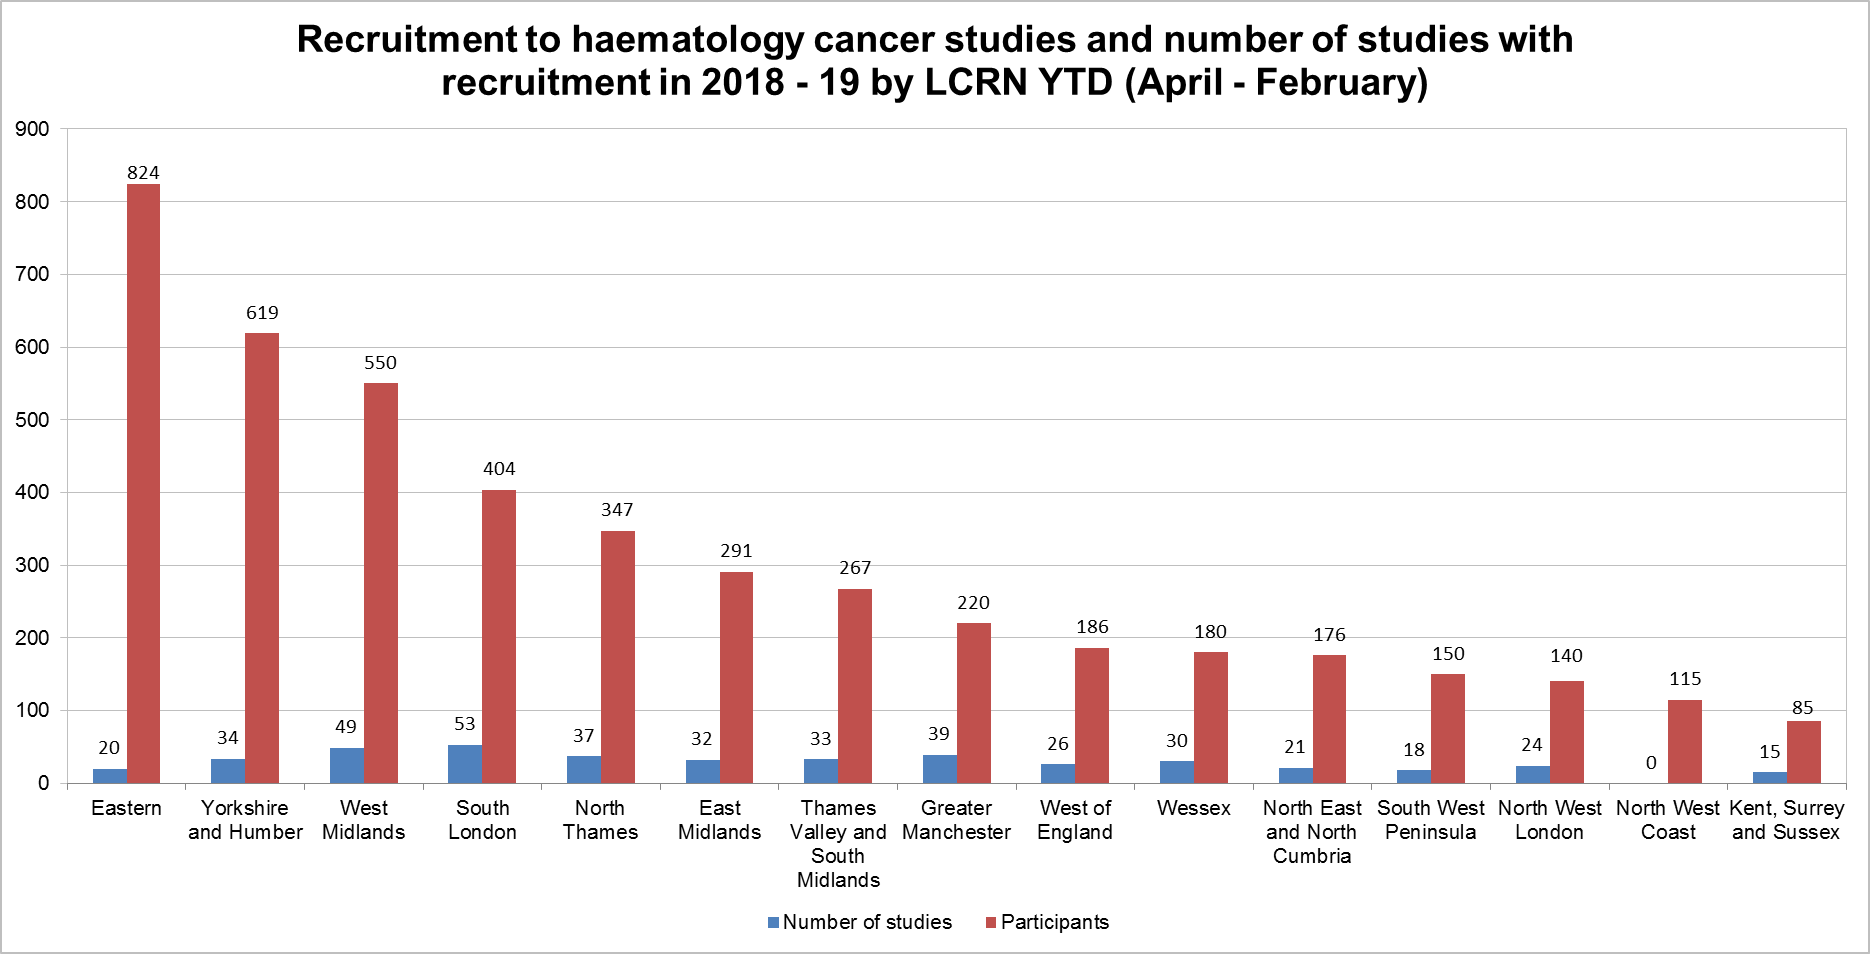 Recruitment to haematology cancer studies and number of studies with
recruitment in 2018 - 19 by LCRN YTD (April - February)
900
800
700
600
500
400
300
200
100
0
824
619
550
404
347
291
267
220
186
180
176
150
140
115
85
20
34
49
53
37
32
33
39
26
30
21
18
24
0
15
Eastern
Yorkshire
and Humber
West
Midlands
South
London
North
Thames
East
Midlands
Thames
Valley and
South
Midlands
Greater
Manchester
West of
England
Wessex
North East
and North
Cumbria
South West
Peninsula
North West
London
North West
Coast
Kent, Surrey
and Sussex
Number of studies
Participants